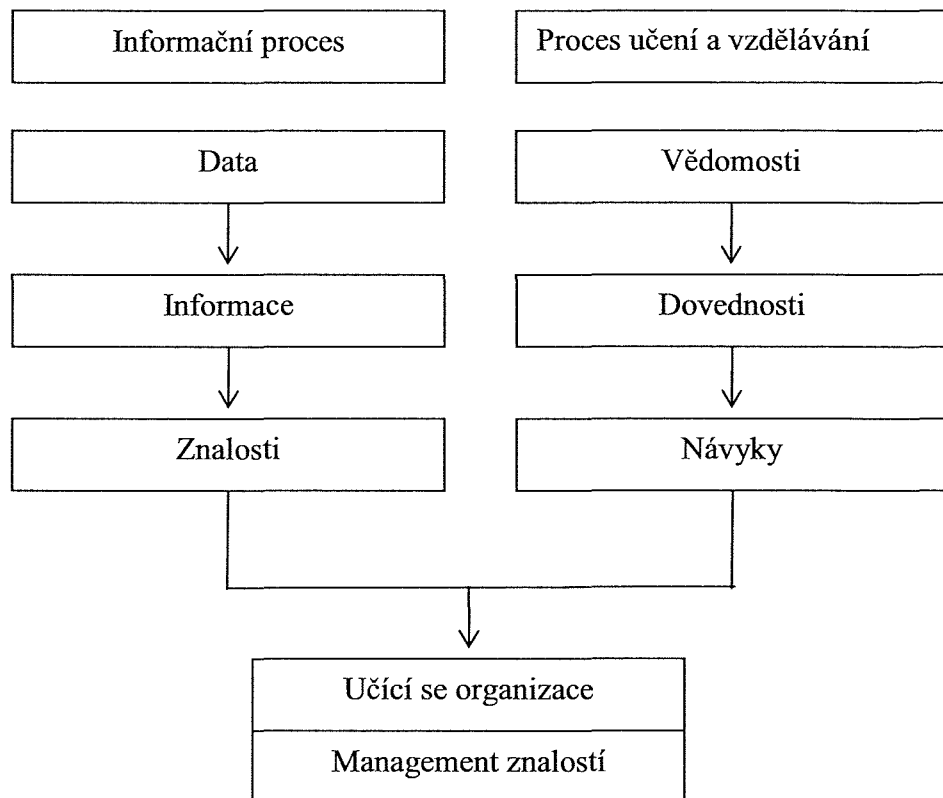 Informační proces
Proces učení a vzdělávání
Data
Vědomosti
Informace
Dovednosti
Znalosti
Návyky
Učící se organizace
Management znalostí